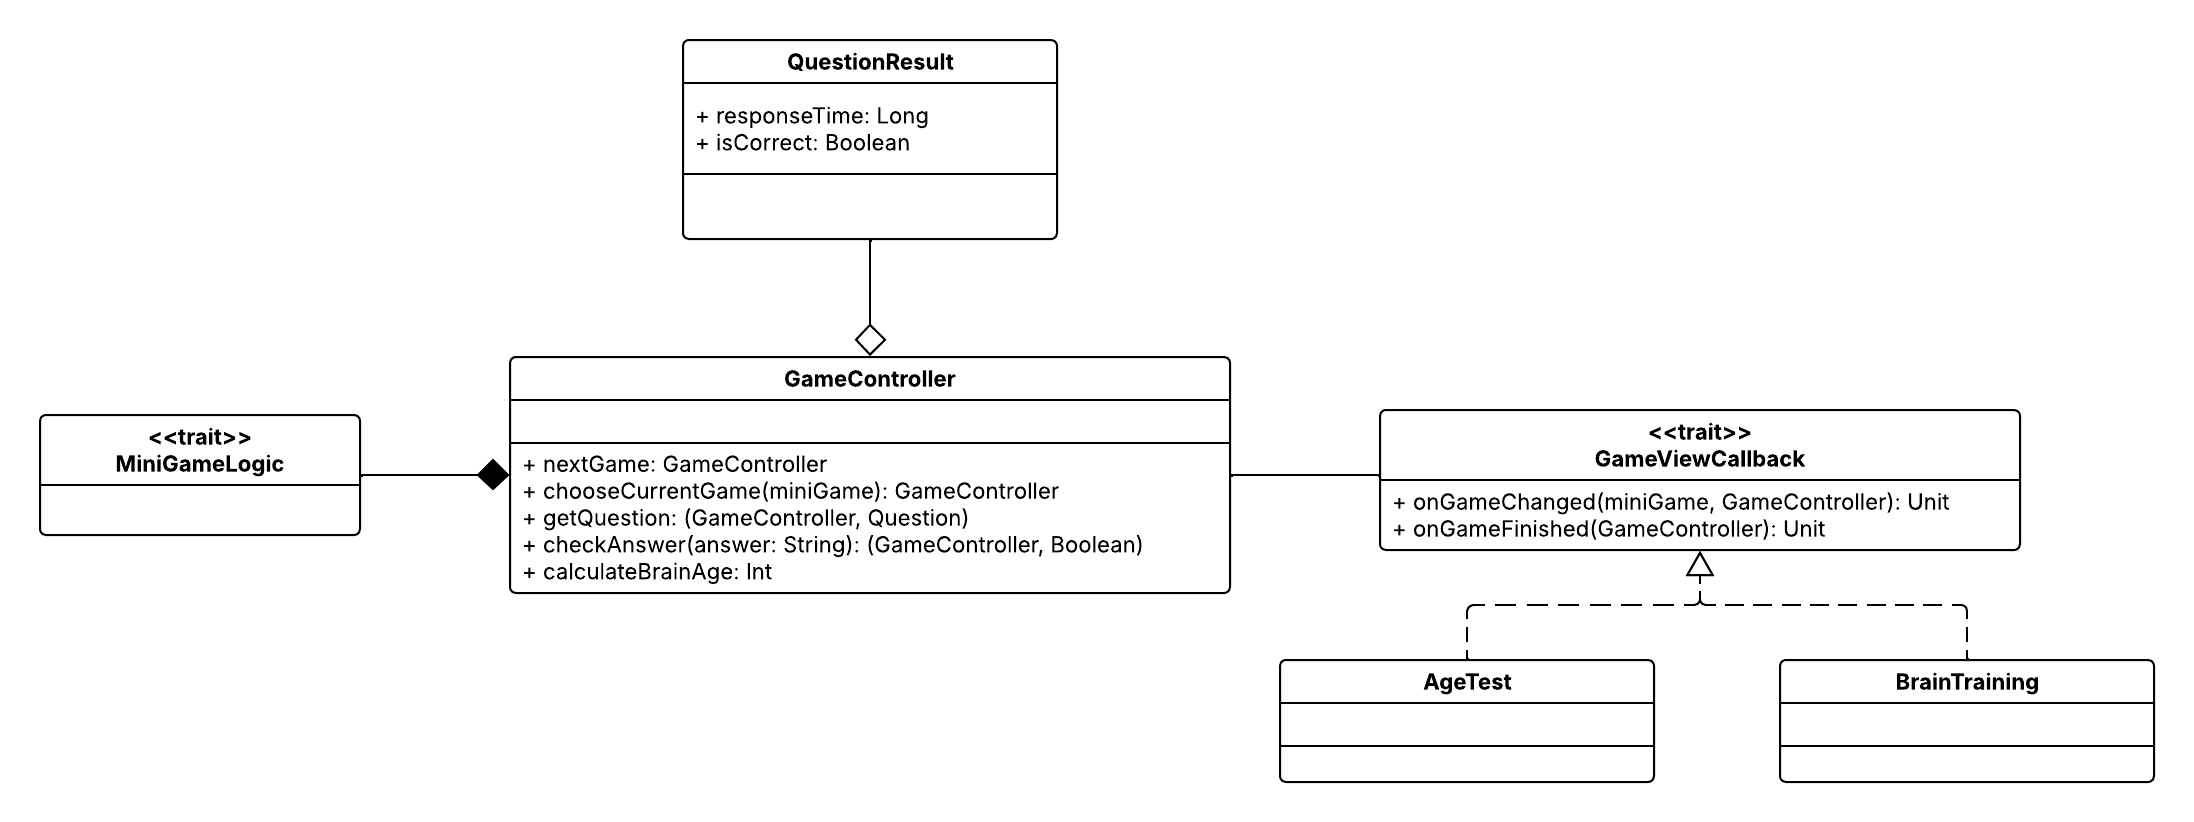 QuestionResult
+ responseTime: Long
+ isCorrect: Boolean
GameController
+ nextGame: GameController
+ chooseCurrentGame(miniGame): GameController
+ getQuestion: (GameController, Question)
+ checkAnswer(answer: String): (GameController, Boolean)
+ calculateBrainAge: Int
<<trait>>
MiniGameLogic
<<trait>>
GameViewCallback
+ onGameChanged(miniGame, GameController): Unit
+ onGameFinished(GameController): Unit
AgeTest
BrainTraining